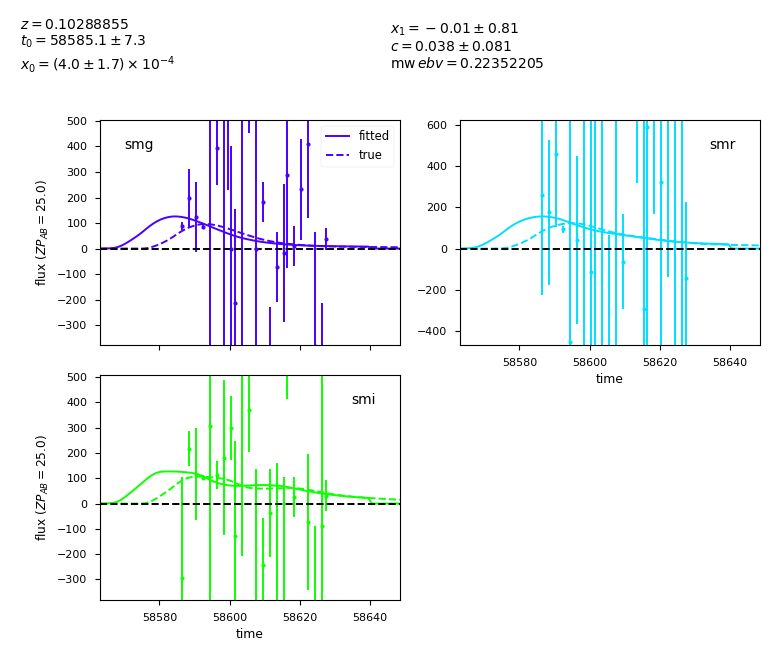 z = 0.10288855
t0 = 58585.1 ± 7.3
x0 = (4.0 ± 1.7) × 10^−4
x1 = −0.01 ± 0.81
c = 0.038 ± 0.081
mw ebv = 0.22352205
smg
fitted
true
500
400
300
200
100
0
−100
−200
−300
flux (ZP_AB = 25.0)
smr
600
400
200
0
−200
−400
58580 58600 58620 58640
time
smi
500
400
300
200
100
0
−100
−200
−300
flux (ZP_AB = 25.0)
58580 58600 58620 58640
time